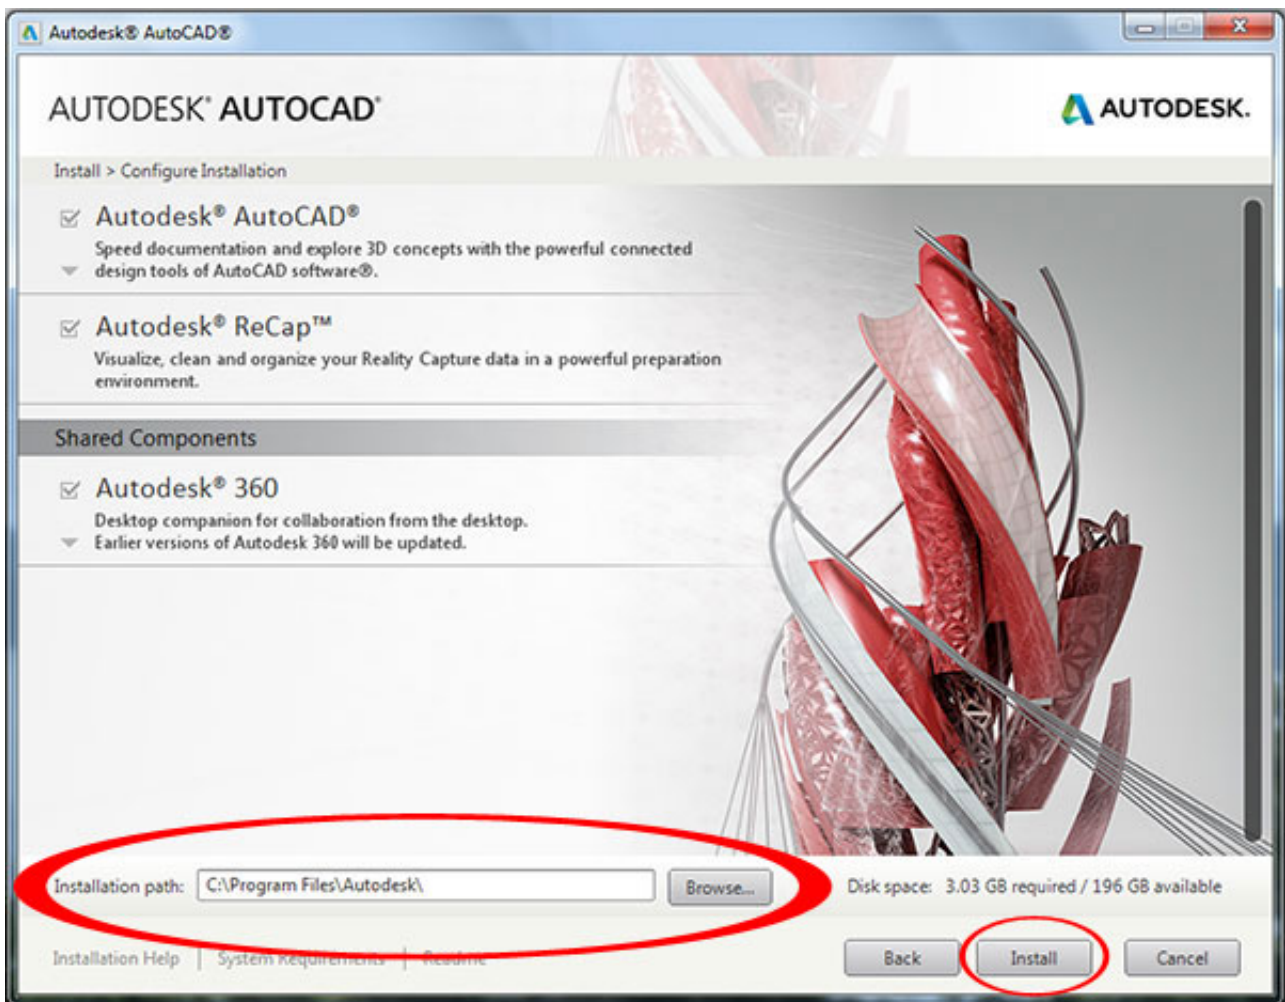 Autodesk® AutoCAD®
AUTODESK® AUTOCAD®
AUTODESK.
Install > Configure Installation
Autodesk® AutoCAD®
Speed documentation and explore 3D concepts with the powerful connected
design tools of AutoCAD software®.
Autodesk® ReCap™
Visualize, clean and organize your Reality Capture data in a powerful preparation
environment.
Shared Components
Autodesk® 360
Desktop companion for collaboration from the desktop.
Earlier versions of Autodesk 360 will be updated.
Installation path: C:\Program Files\Autodesk\ Browse... Disk space: 3.03 GB required / 196 GB available
Installation Help | System Requirements | Readme Back Install Cancel